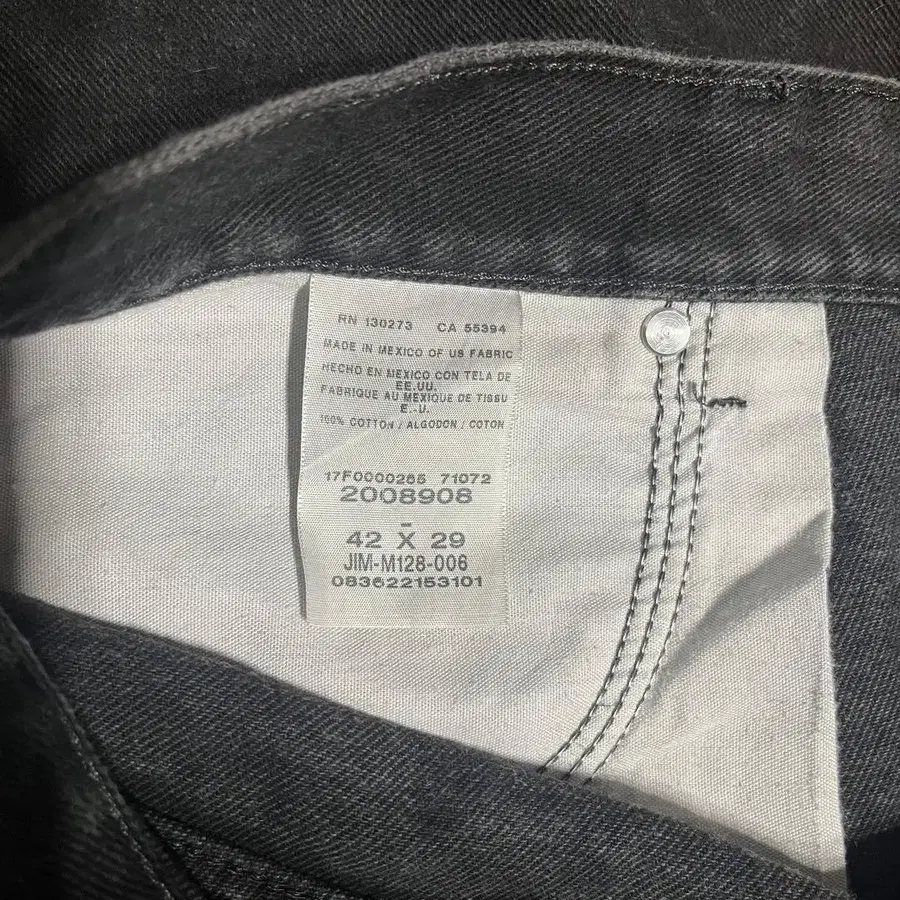 RN 130273 CA 55394
MADE IN MEXICO OF US FABRIC
HECHO EN MEXICO CON TELA DE
EE.UU.
FABRIQUE AU MEXIQUE DE TISSU
E.-U.
100% COTTON / ALGODON / COTON
17F0000265 71072
2008908
42 X 29
JIM-M128-006
083622153101